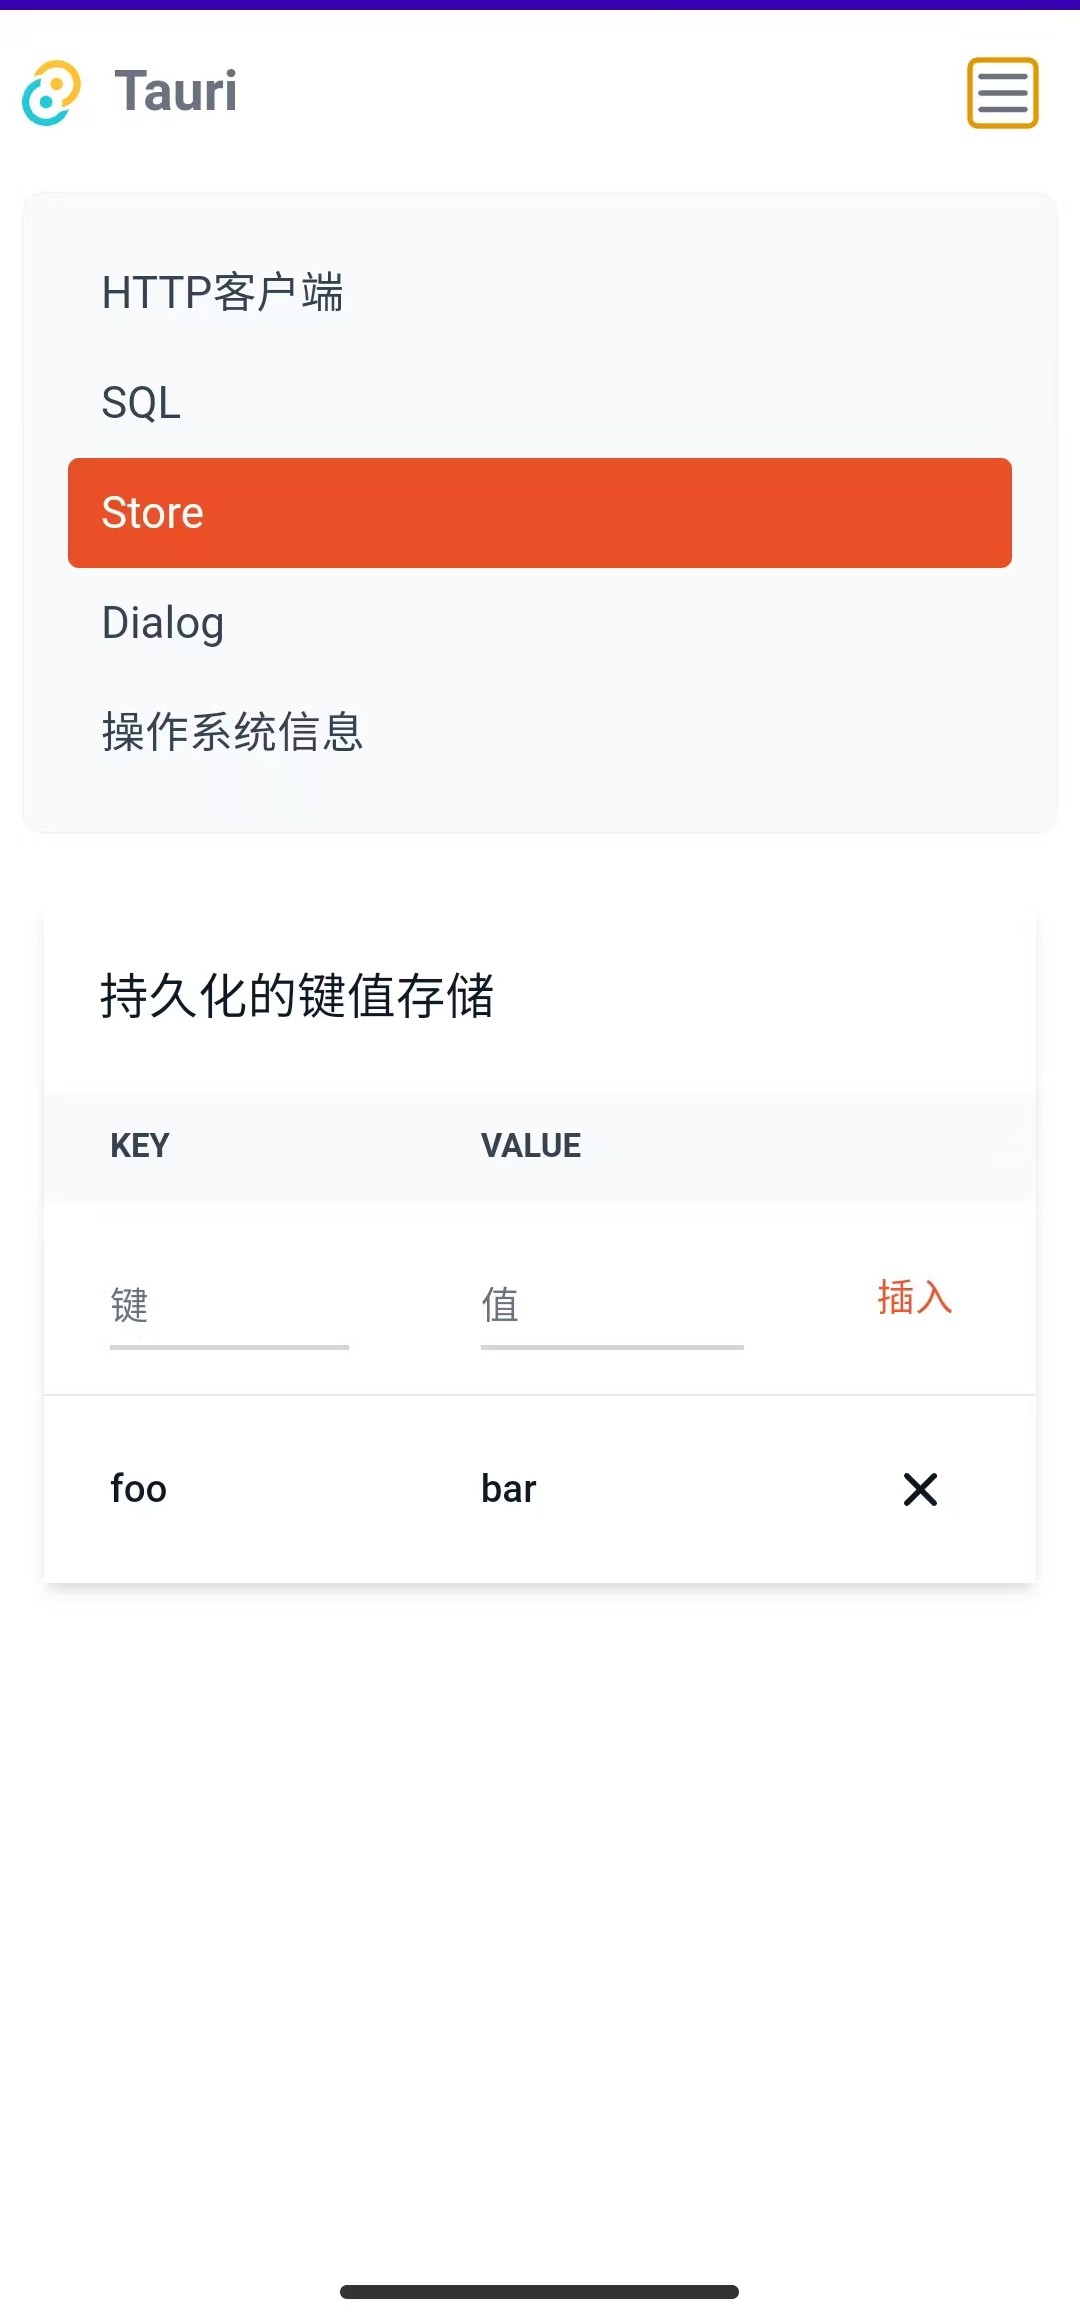 Tauri
HTTP客户端
SQL
Store
Dialog
操作系统信息
持久化的键值存储
KEY VALUE
键 值 插入
foo bar